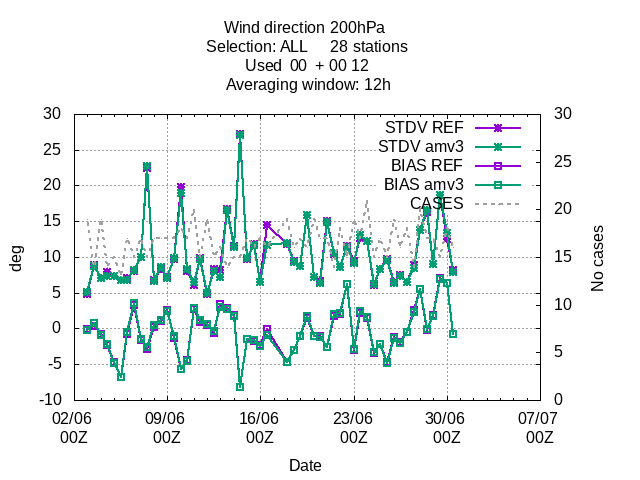 Wind direction 200hPa
Selection: ALL     28 stations
Used  00  + 00 12
Averaging window: 12h
30 30
STDV REF
STDV amv3
BIAS REF
BIAS amv3
CASES
25 25
20 20
15 15
10 10
5 5
0 0
-5
-10
deg
No cases
02/06 09/06 16/06 23/06 30/06 07/07
00Z 00Z 00Z 00Z 00Z 00Z
Date